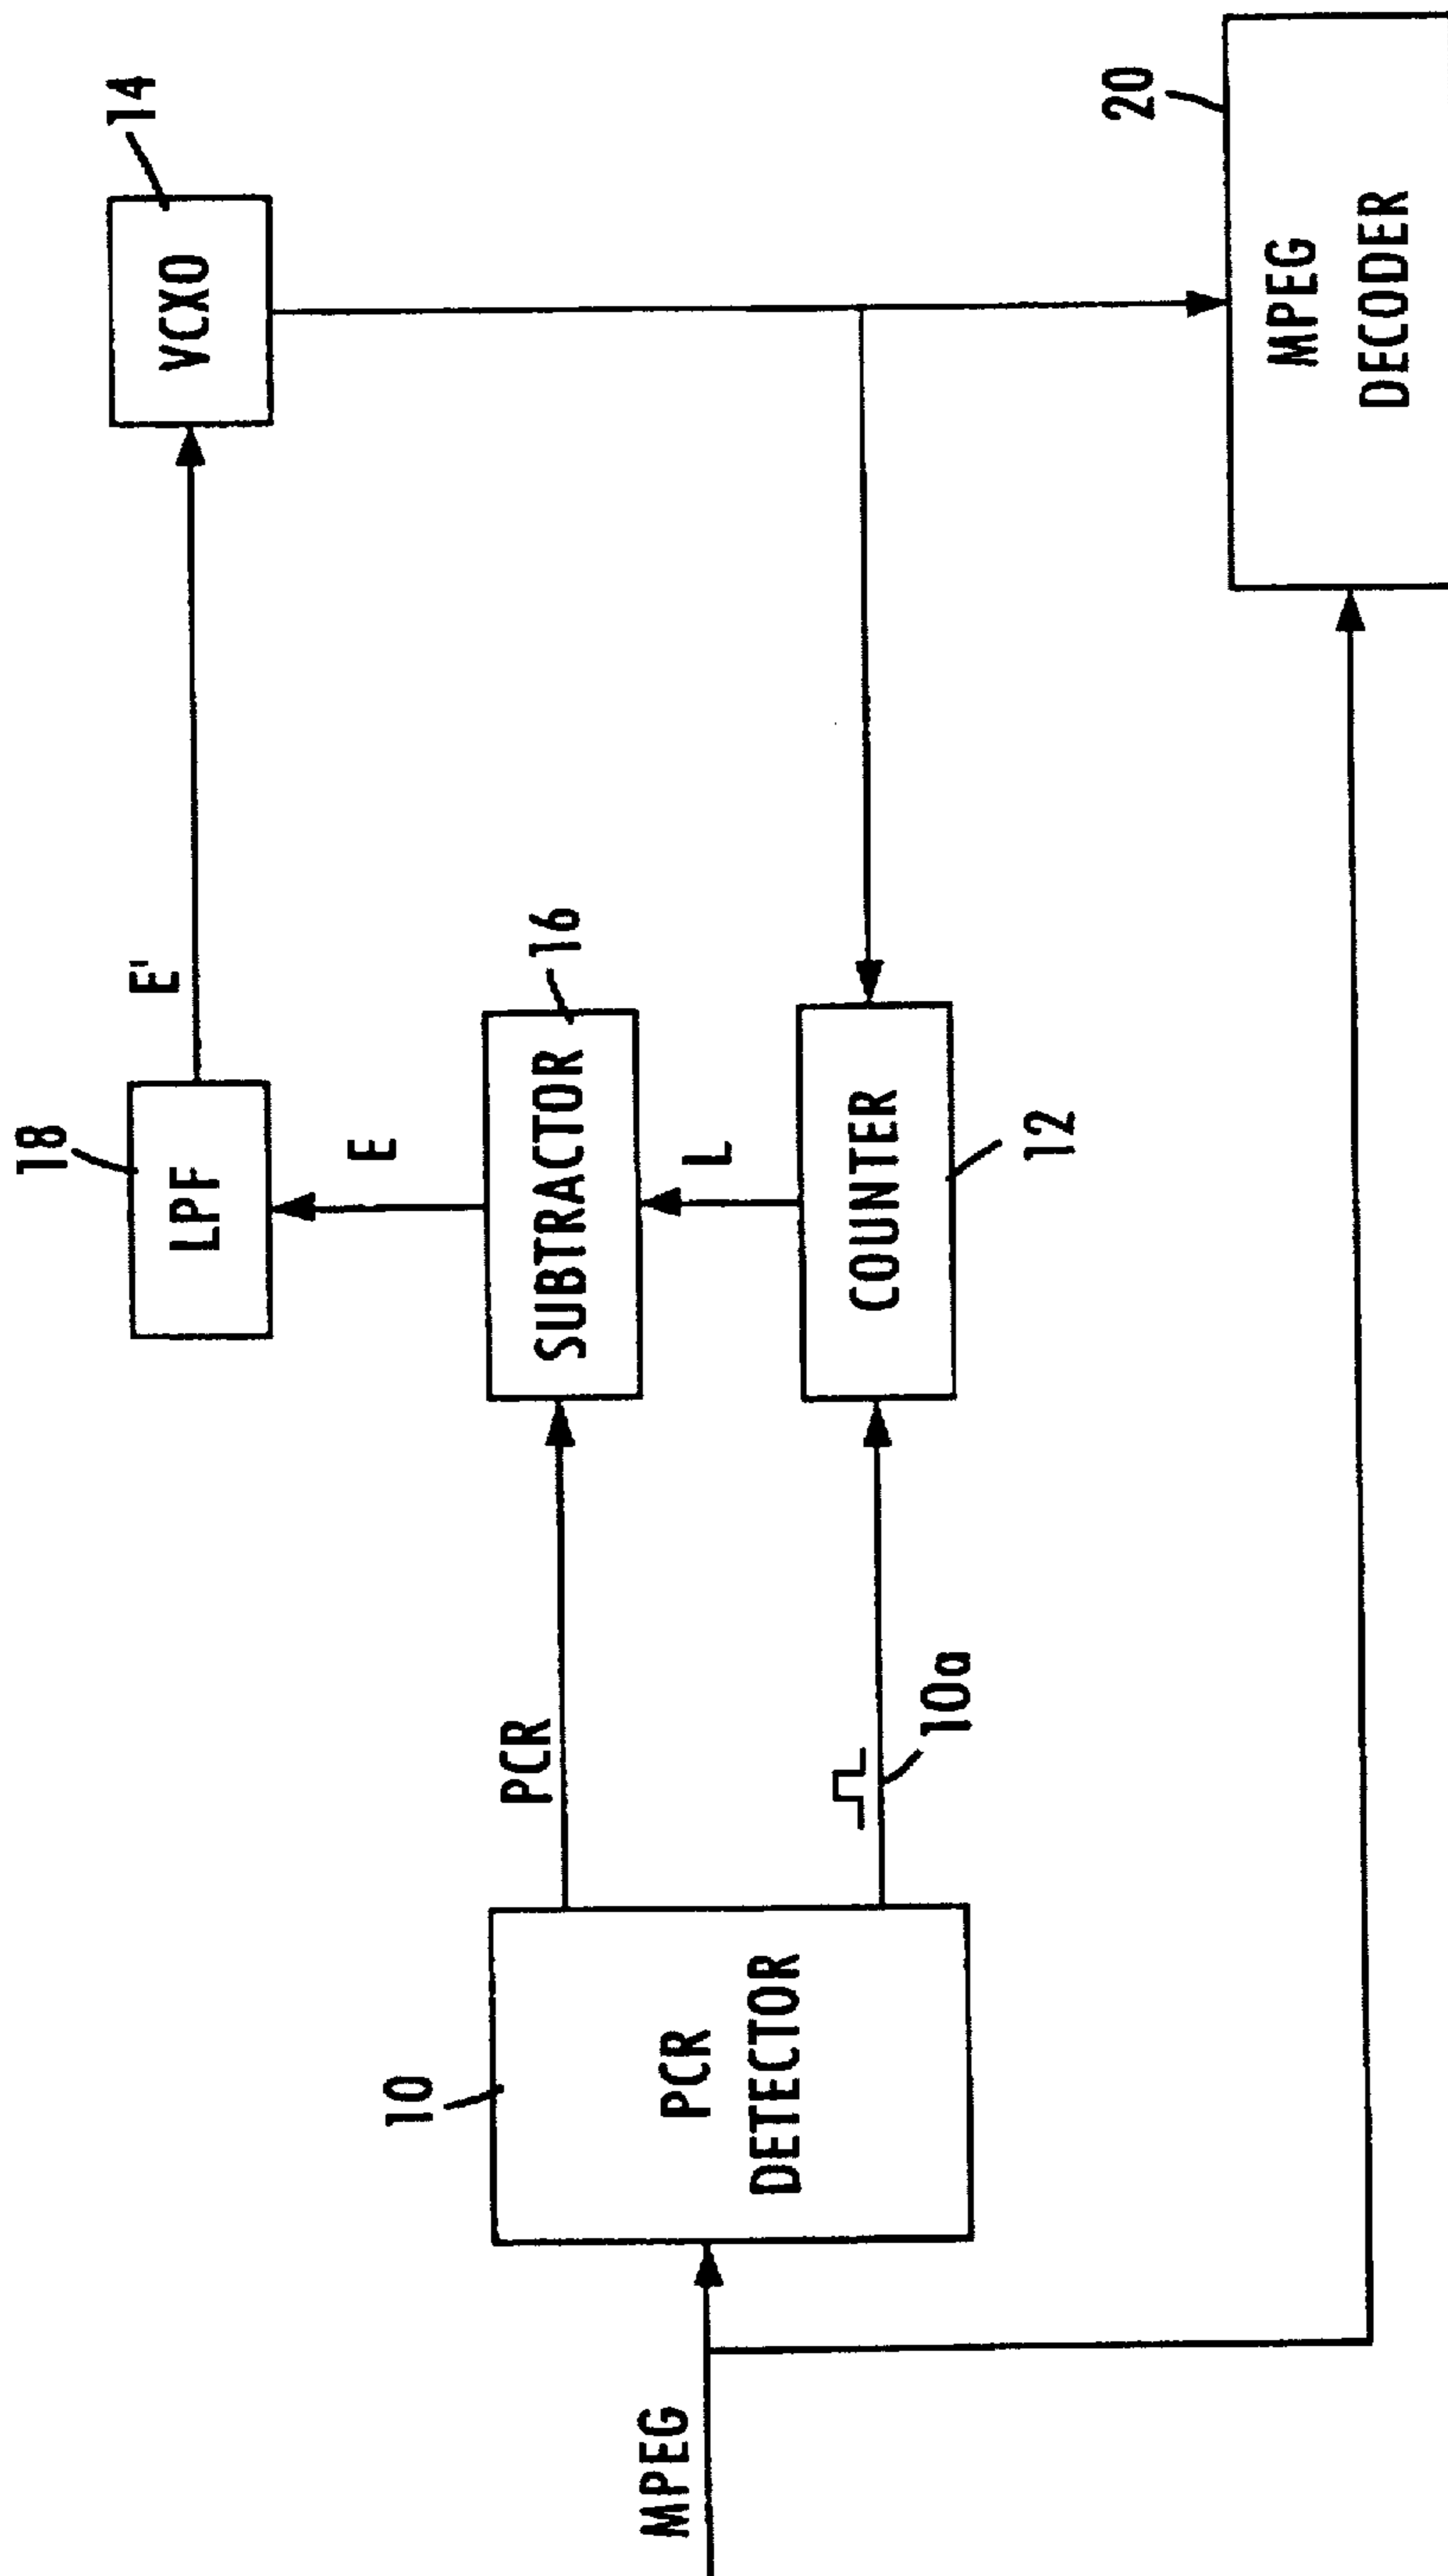 18
LPF
E'
14
VCXO
E
16
SUBTRACTOR
PCR
L
10
PCR
DETECTOR
10a
COUNTER
12
MPEG
20
MPEG
DECODER